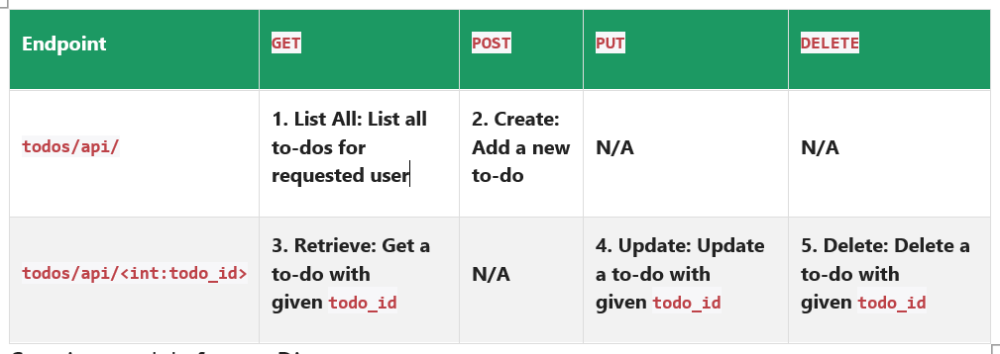 Endpoint GET POST PUT DELETE
todos/api/
1. List All: List all
to-dos for
requested user
2. Create:
Add a new
to-do
N/A
N/A
todos/api/<int:todo_id>
3. Retrieve: Get a
to-do with
given todo_id
N/A
4. Update: Update
a to-do with
given todo_id
5. Delete: Delete a
to-do with
given todo_id